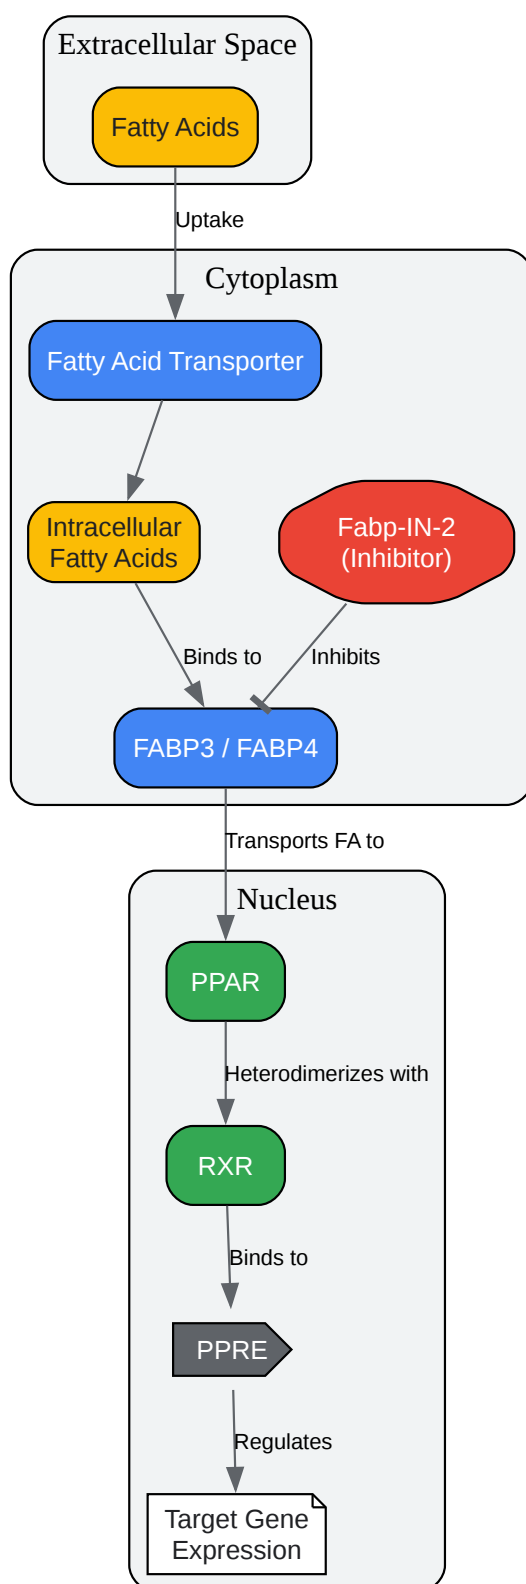 Extracellular Space
Fatty Acids
Uptake
Cytoplasm
Fatty Acid Transporter
Intracellular
Fatty Acids
Fabp-IN-2
(Inhibitor)
Binds to
Inhibits
FABP3 / FABP4
Transports FA to
Nucleus
PPAR
Heterodimerizes with
RXR
Binds to
PPRE
Regulates
Target Gene
Expression